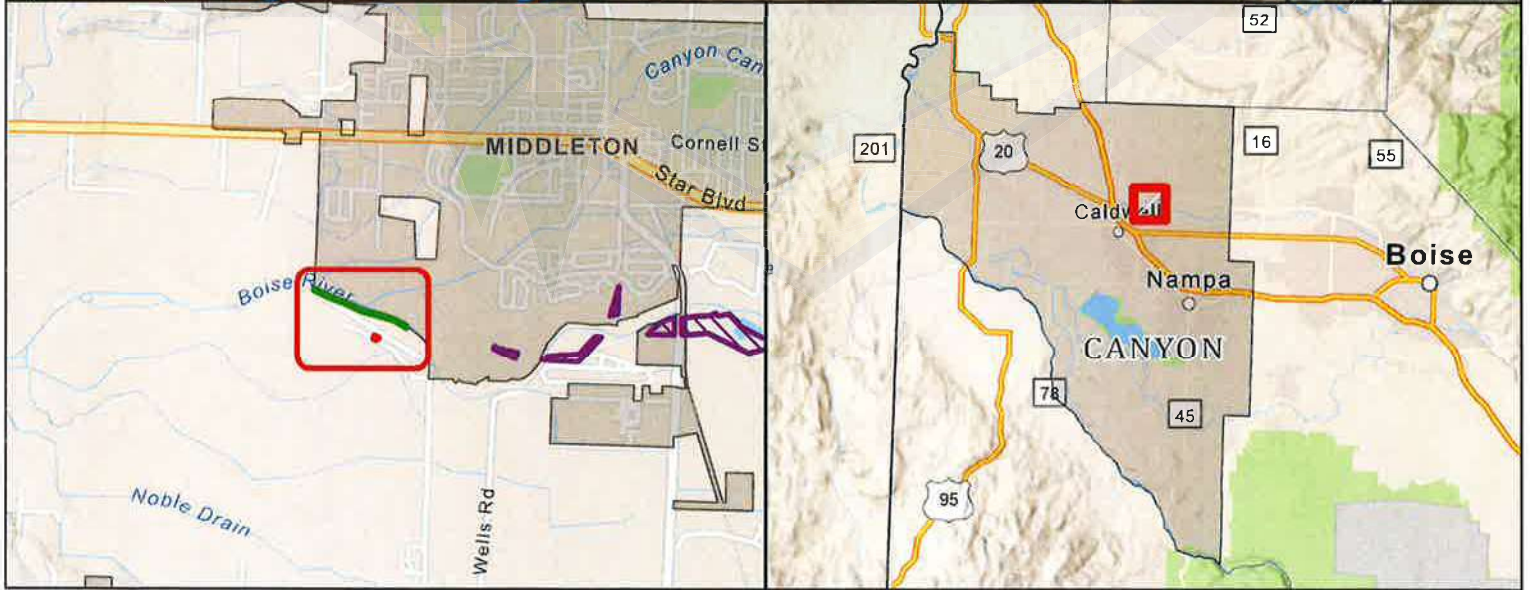 Canyon Can
MIDDLETON
Cornell St
Star Blvd
Boise River
Noble Drain
Wells Rd
52
201
20
16
55
Caldwell
Boise
Nampa
CANYON
78
45
95